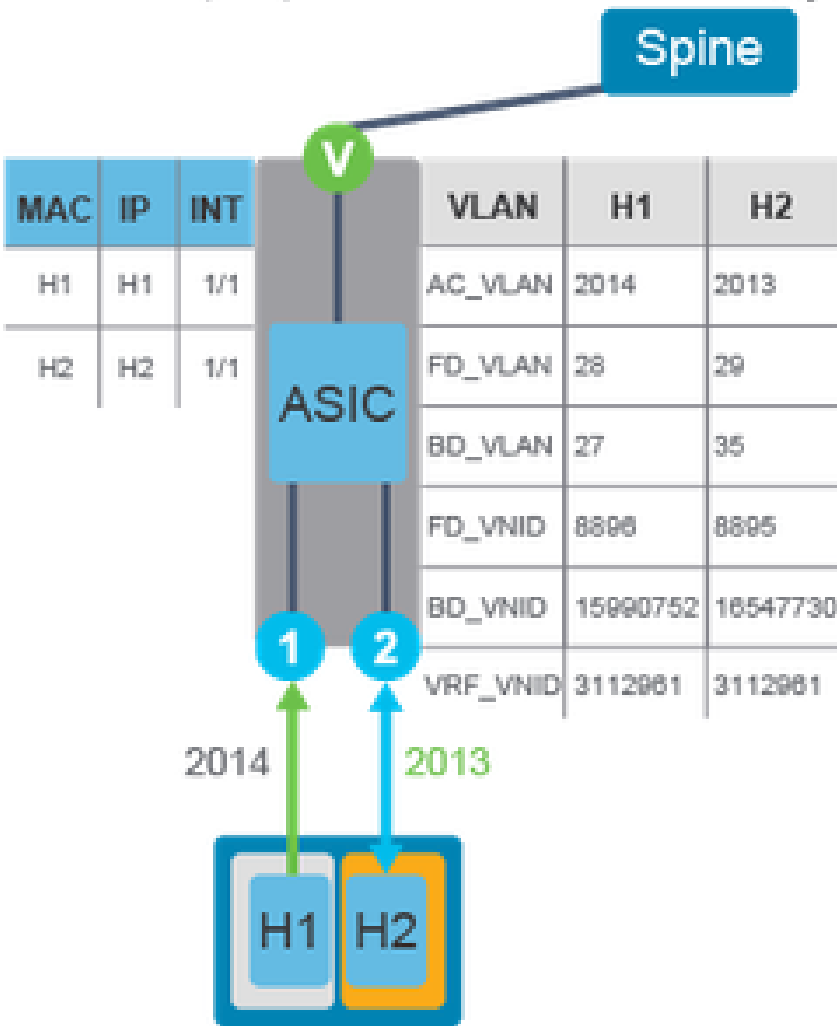 Spine
V
MAC IP INT
H1 H1 1/1
H2 H2 1/1
ASIC
VLAN H1 H2
AC_VLAN 2014 2013
FD_VLAN 28 29
BD_VLAN 27 35
FD_VNID 8896 8895
BD_VNID 15990752 16547730
VRF_VNID 3112961 3112961
1 2
2014 2013
H1 H2